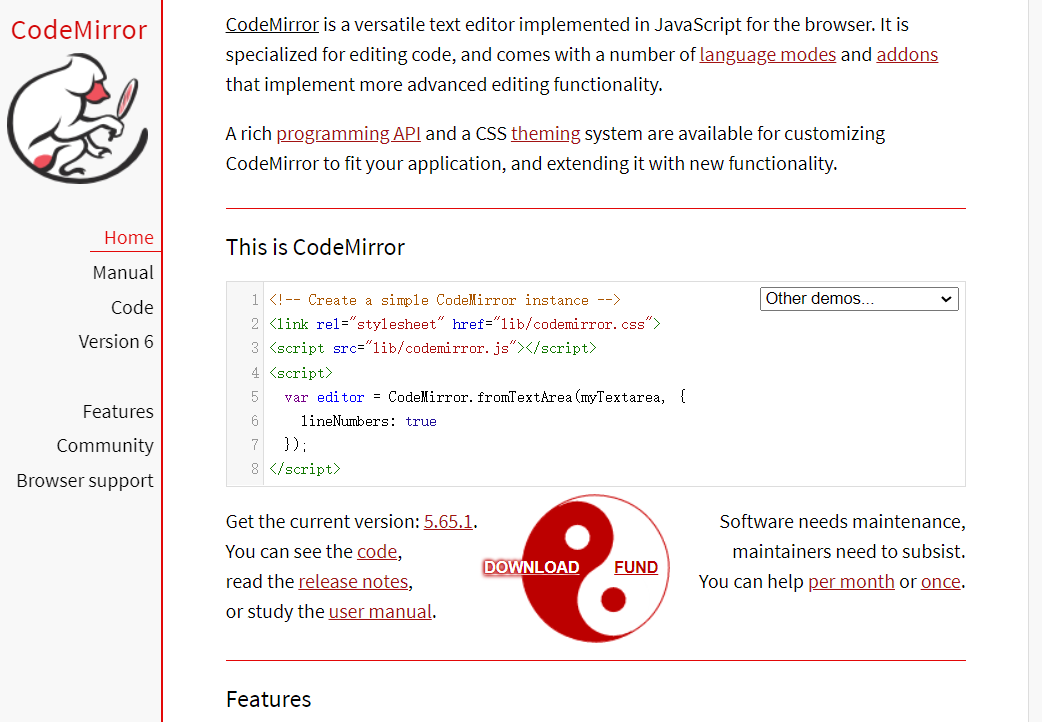 CodeMirror
Home
Manual
Code
Version 6
Features
Community
Browser support
CodeMirror is a versatile text editor implemented in JavaScript for the browser. It is
specialized for editing code, and comes with a number of language modes and addons
that implement more advanced editing functionality.
A rich programming API and a CSS theming system are available for customizing
CodeMirror to fit your application, and extending it with new functionality.
This is CodeMirror
Other demos...
1 <!-- Create a simple CodeMirror instance -->
2 <link rel="stylesheet" href="lib/codemirror.css">
3 <script src="lib/codemirror.js"></script>
4 <script>
5   var editor = CodeMirror.fromTextArea(myTextarea, {
6     lineNumbers: true
7   });
8 </script>
Get the current version: 5.65.1.
You can see the code,
read the release notes,
or study the user manual.
DOWNLOAD
FUND
Software needs maintenance,
maintainers need to subsist.
You can help per month or once.
Features